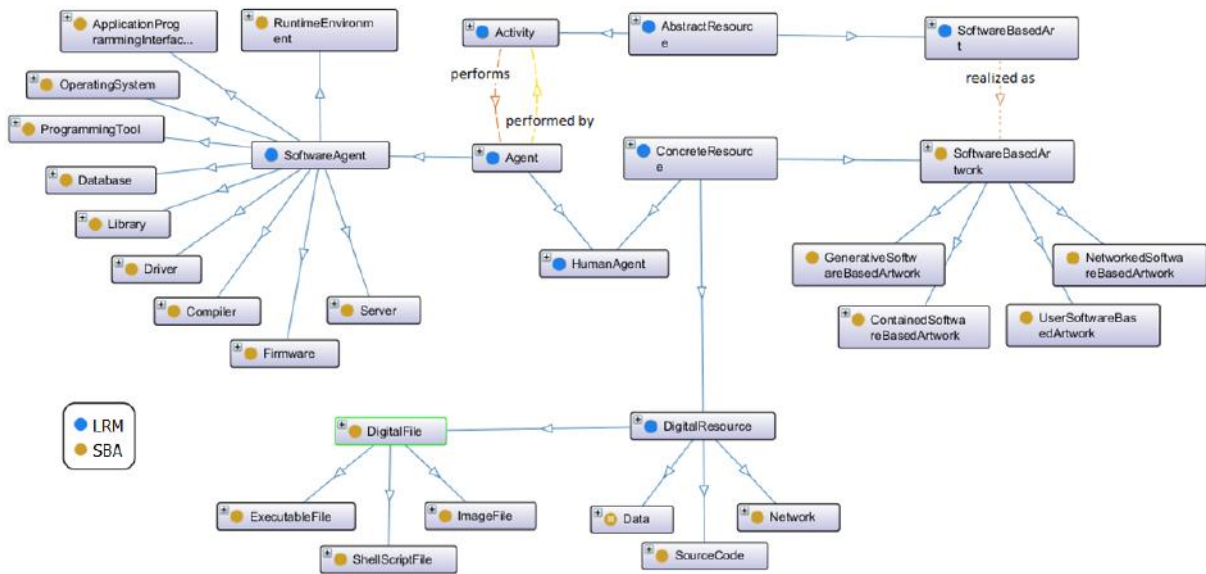 ApplicationProg
rammingInterfac...
RuntimeEnvironm
ent
Activity
AbstractResourc
e
SoftwareBasedAr
t
performs
realized as
OperatingSystem
performed by
ProgrammingTool
SoftwareAgent
Agent
ConcreteResourc
e
SoftwareBasedAr
twork
Database
Library
Driver
HumanAgent
GenerativeSoftw
areBasedArtwork
NetworkedSoftwa
reBasedArtwork
Compiler
Server
ContainedSoftwa
reBasedArtwork
UserSoftwareBas
edArtwork
Firmware
LRM
SBA
DigitalFile
DigitalResource
ExecutableFile
ImageFile
Data
Network
ShellScriptFile
SourceCode